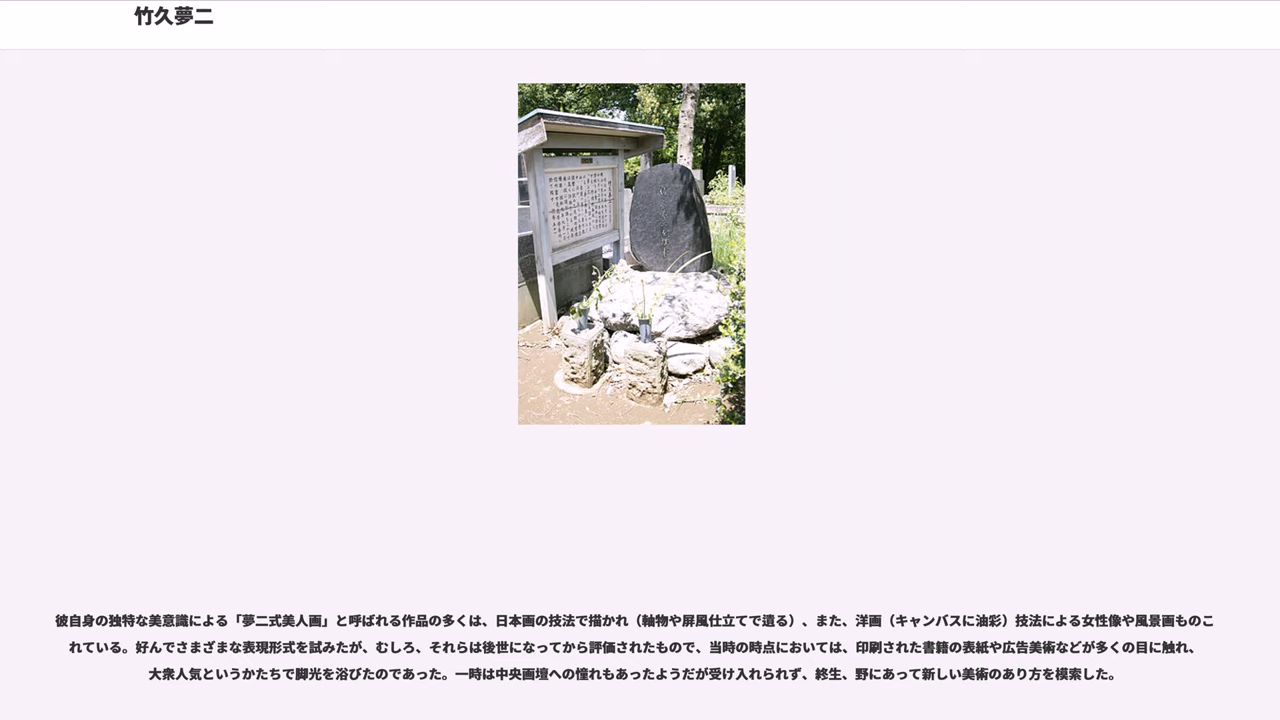 竹久夢二
彼自身の独特な美意識による「夢二式美人画」と呼ばれる作品の多くは、日本画の技法で描かれ（軸物や屏風仕立てで遺る）、また、洋画（キャンバスに油彩）技法による女性像や風景画ものこ
れている。好んでさまざまな表現形式を試みたが、むしろ、それらは後世になってから評価されたもので、当時の時点においては、印刷された書籍の表紙や広告美術などが多くの目に触れ、
大衆人気というかたちで脚光を浴びたのであった。一時は中央画壇への憧れもあったようだが受け入れられず、終生、野にあって新しい美術のあり方を模索した。